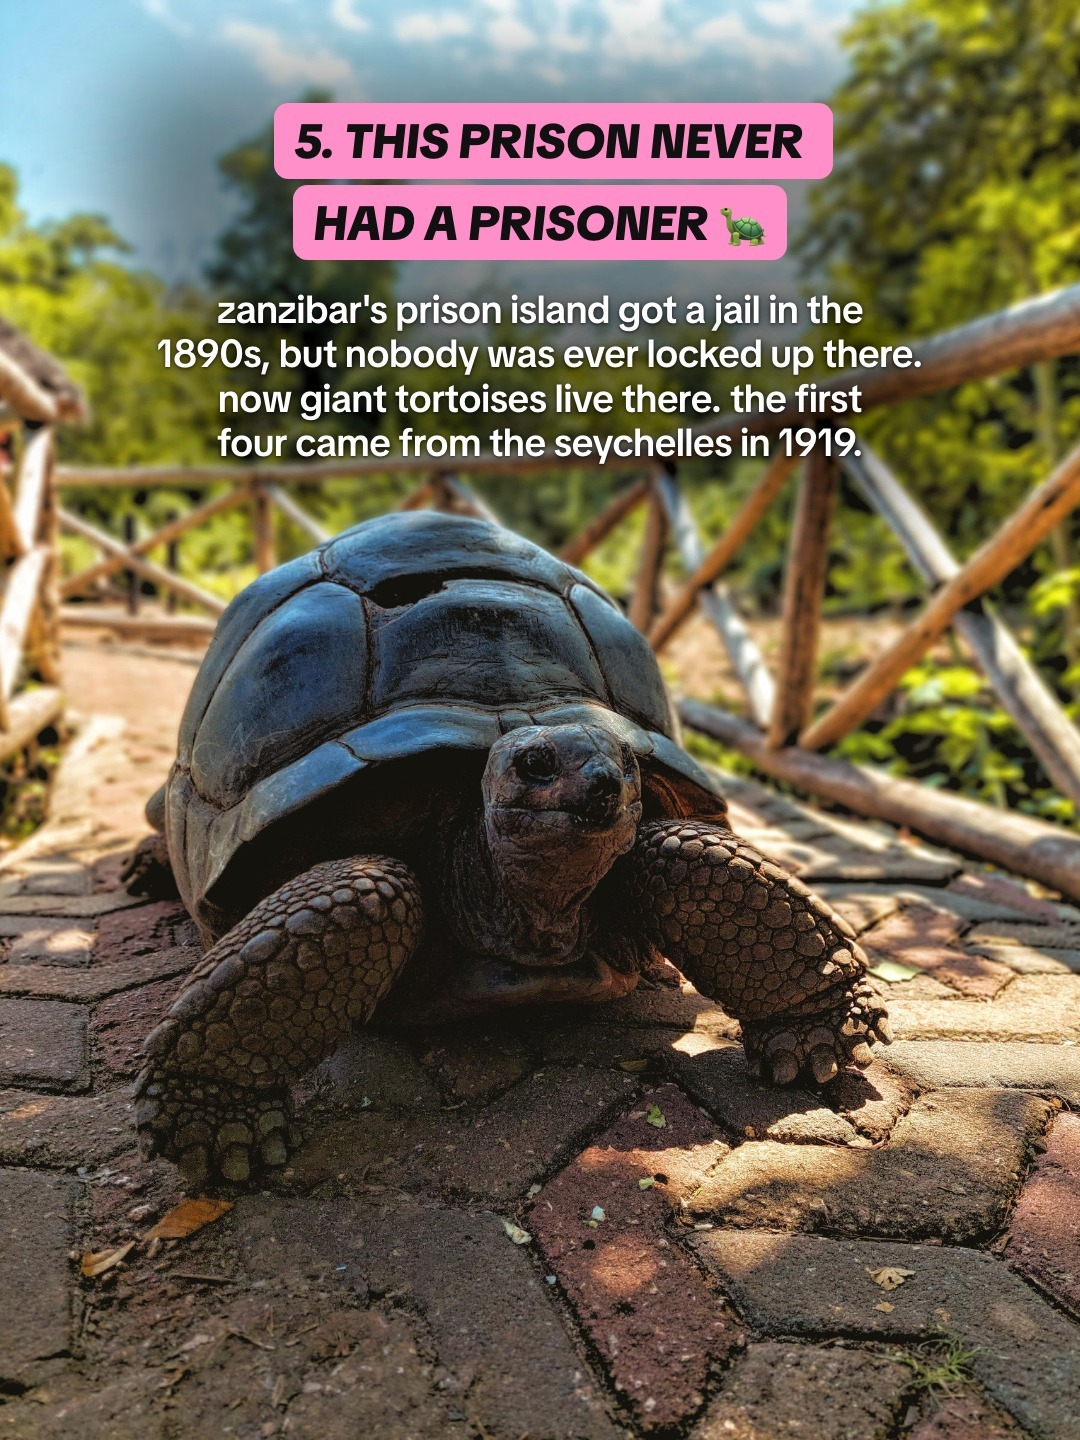 5. THIS PRISON NEVER
HAD A PRISONER 🐢
zanzibar's prison island got a jail in the
1890s, but nobody was ever locked up there.
now giant tortoises live there. the first
four came from the seychelles in 1919.